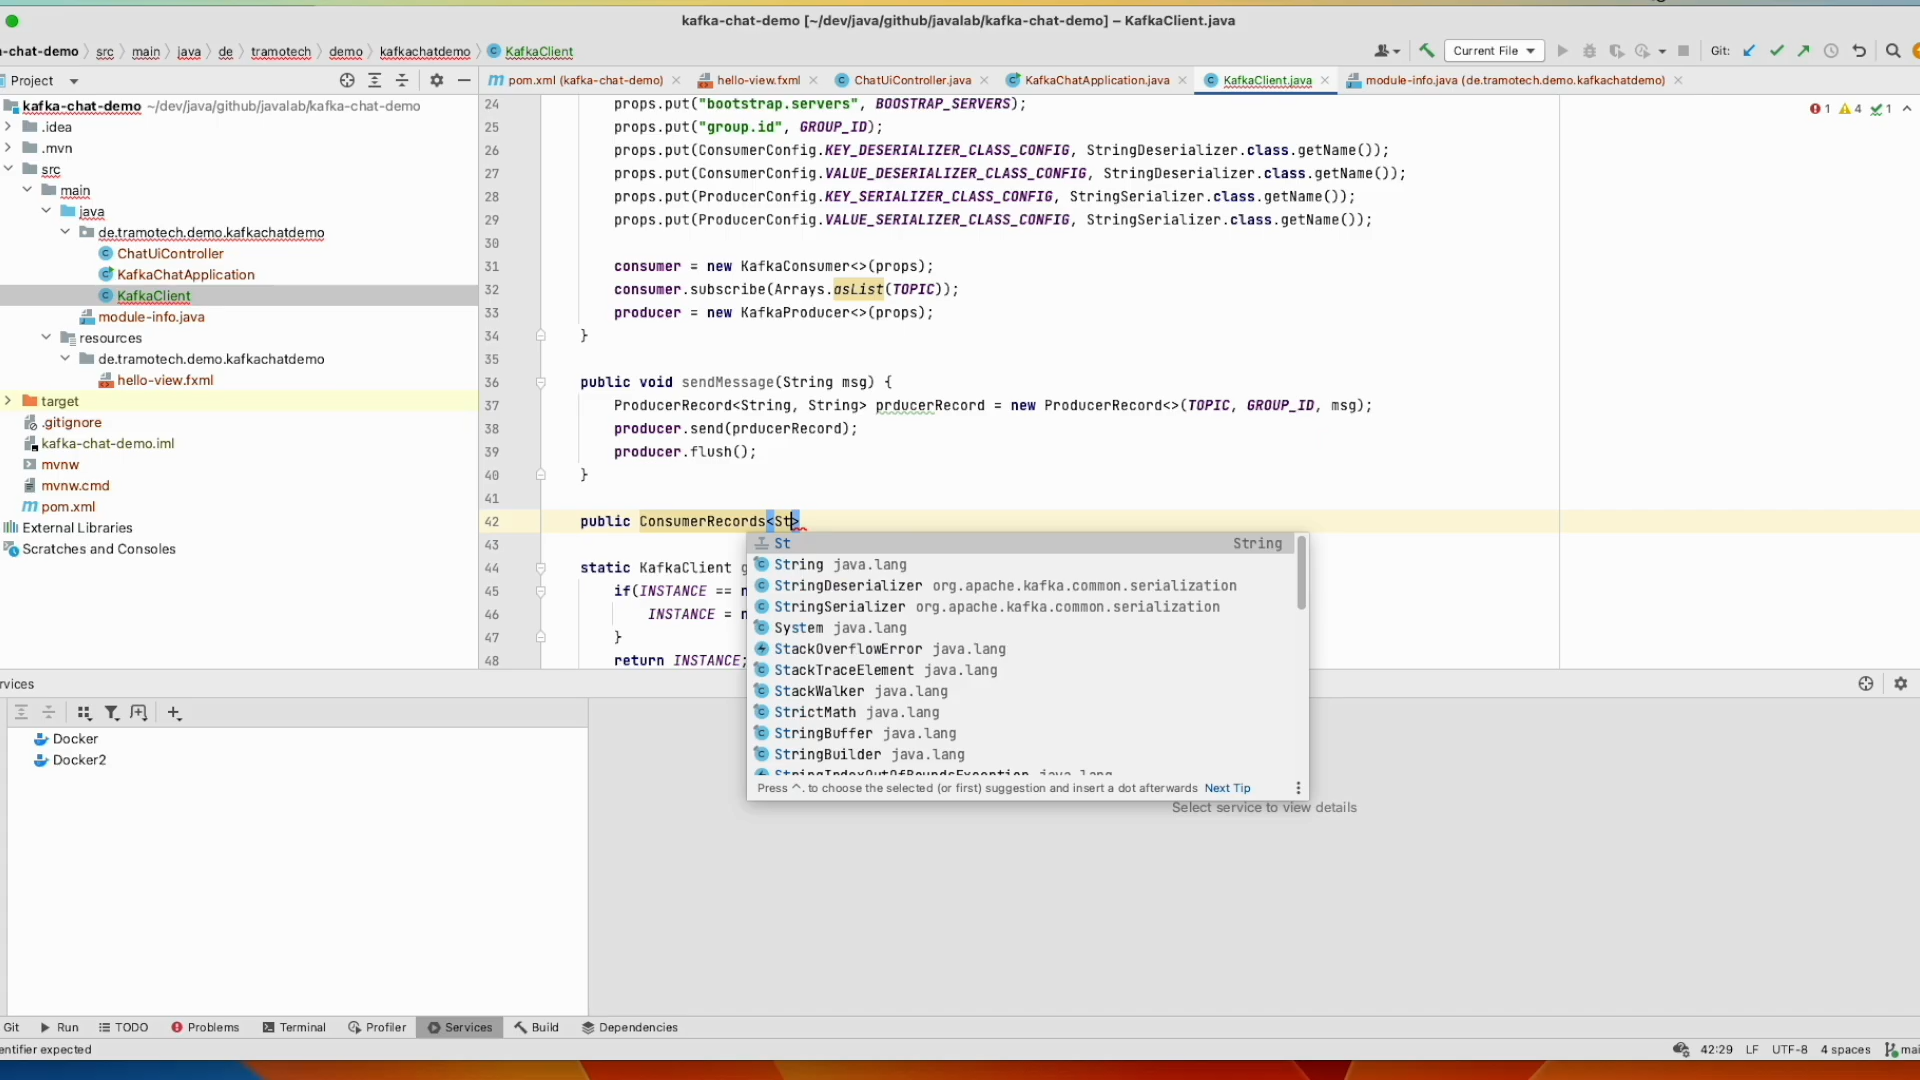 kafka-chat-demo [~/dev/java/github/javalab/kafka-chat-demo] – KafkaClient.java
a-chat-demo src main java de tramotech demo kafkachatdemo KafkaClient
Current File
Git:
Project
pom.xml (kafka-chat-demo)
hello-view.fxml
ChatUiController.java
KafkaChatApplication.java
KafkaClient.java
module-info.java (de.tramotech.demo.kafkachatdemo)
kafka-chat-demo ~/dev/java/github/javalab/kafka-chat-demo
.idea
.mvn
src
main
java
de.tramotech.demo.kafkachatdemo
ChatUiController
KafkaChatApplication
KafkaClient
module-info.java
resources
de.tramotech.demo.kafkachatdemo
hello-view.fxml
target
.gitignore
kafka-chat-demo.iml
mvnw
mvnw.cmd
pom.xml
External Libraries
Scratches and Consoles
1 4 1
24 props.put("bootstrap.servers", BOOSTRAP_SERVERS);
25 props.put("group.id", GROUP_ID);
26 props.put(ConsumerConfig.KEY_DESERIALIZER_CLASS_CONFIG, StringDeserializer.class.getName());
27 props.put(ConsumerConfig.VALUE_DESERIALIZER_CLASS_CONFIG, StringDeserializer.class.getName());
28 props.put(ProducerConfig.KEY_SERIALIZER_CLASS_CONFIG, StringSerializer.class.getName());
29 props.put(ProducerConfig.VALUE_SERIALIZER_CLASS_CONFIG, StringSerializer.class.getName());
30
31 consumer = new KafkaConsumer<>(props);
32 consumer.subscribe(Arrays.asList(TOPIC));
33 producer = new KafkaProducer<>(props);
34 }
35
36 public void sendMessage(String msg) {
37 ProducerRecord<String, String> prducerRecord = new ProducerRecord<>(TOPIC, GROUP_ID, msg);
38 producer.send(prducerRecord);
39 producer.flush();
40 }
41
42 public ConsumerRecords<St>
43
44 static KafkaClient g
45 if(INSTANCE == n
46 INSTANCE = n
47 }
48 return INSTANCE;
St String
String java.lang
StringDeserializer org.apache.kafka.common.serialization
StringSerializer org.apache.kafka.common.serialization
System java.lang
StackOverflowError java.lang
StackTraceElement java.lang
StackWalker java.lang
StrictMath java.lang
StringBuffer java.lang
StringBuilder java.lang
StringIndexOutOfBoundsException java.lang
Press ^. to choose the selected (or first) suggestion and insert a dot afterwards Next Tip
rvices
Docker
Docker2
Select service to view details
Git Run TODO Problems Terminal Profiler Services Build Dependencies
entifier expected
42:29 LF UTF-8 4 spaces mai